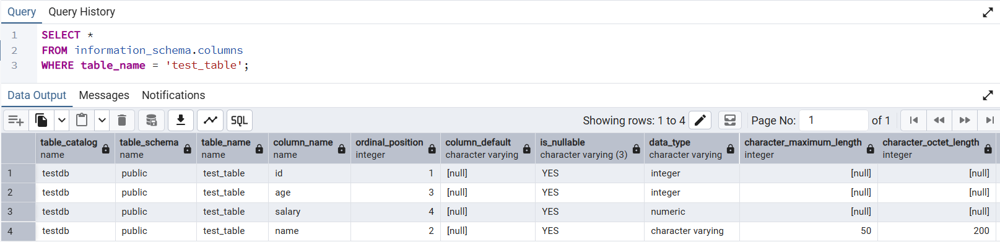 Query Query History
1 SELECT *
2 FROM information_schema.columns
3 WHERE table_name = 'test_table';
Data Output Messages Notifications
SQL Showing rows: 1 to 4 Page No: 1 of 1
table_catalog table_schema table_name column_name ordinal_position column_default is_nullable data_type character_maximum_length character_octet_length
name name name name integer character varying character varying (3) character varying integer integer
1 testdb public test_table id 1 [null] YES integer [null] [null]
2 testdb public test_table age 3 [null] YES integer [null] [null]
3 testdb public test_table salary 4 [null] YES numeric [null] [null]
4 testdb public test_table name 2 [null] YES character varying 50 200